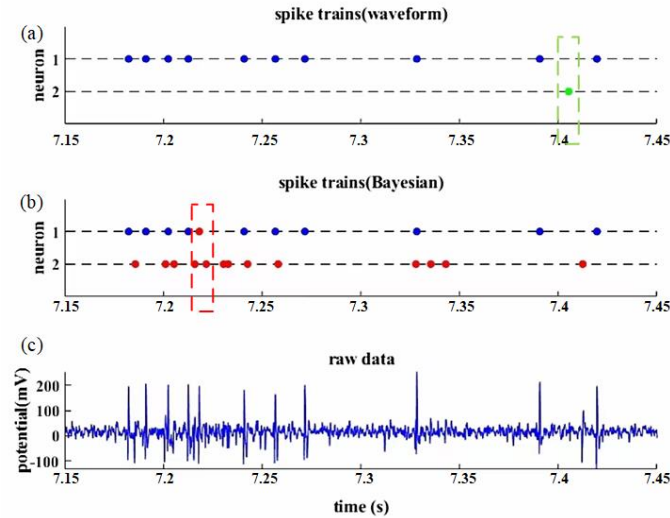 spike trains(waveform)
(a)
neuron
1
2
7.15 7.2 7.25 7.3 7.35 7.4 7.45
spike trains(Bayesian)
(b)
neuron
1
2
7.15 7.2 7.25 7.3 7.35 7.4 7.45
(c)
raw data
potential(mV)
200
100
0
-100
7.15 7.2 7.25 7.3 7.35 7.4 7.45
time (s)